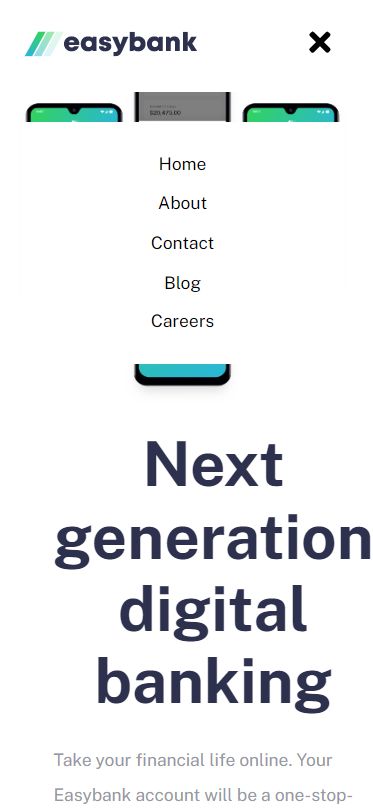 easybank
$20,475.00
Home
About
Contact
Blog
Careers
Next
generation
digital
banking
Take your financial life online. Your
Easybank account will be a one-stop-